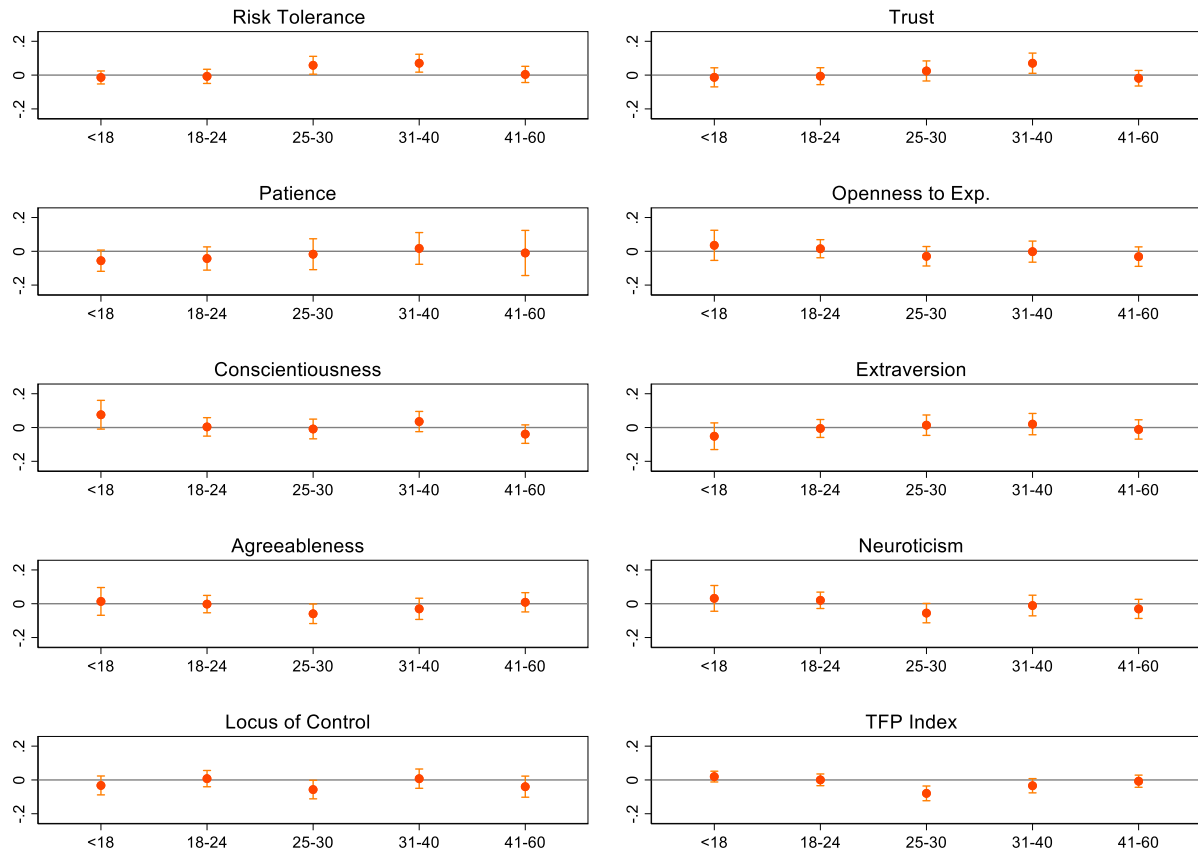 Risk Tolerance
.2
0
-.2
<18 18-24 25-30 31-40 41-60
Trust
.2
0
-.2
<18 18-24 25-30 31-40 41-60
Patience
.2
0
-.2
<18 18-24 25-30 31-40 41-60
Openness to Exp.
.2
0
-.2
<18 18-24 25-30 31-40 41-60
Conscientiousness
.2
0
-.2
<18 18-24 25-30 31-40 41-60
Extraversion
.2
0
-.2
<18 18-24 25-30 31-40 41-60
Agreeableness
.2
0
-.2
<18 18-24 25-30 31-40 41-60
Neuroticism
.2
0
-.2
<18 18-24 25-30 31-40 41-60
Locus of Control
.2
0
-.2
<18 18-24 25-30 31-40 41-60
TFP Index
.2
0
-.2
<18 18-24 25-30 31-40 41-60